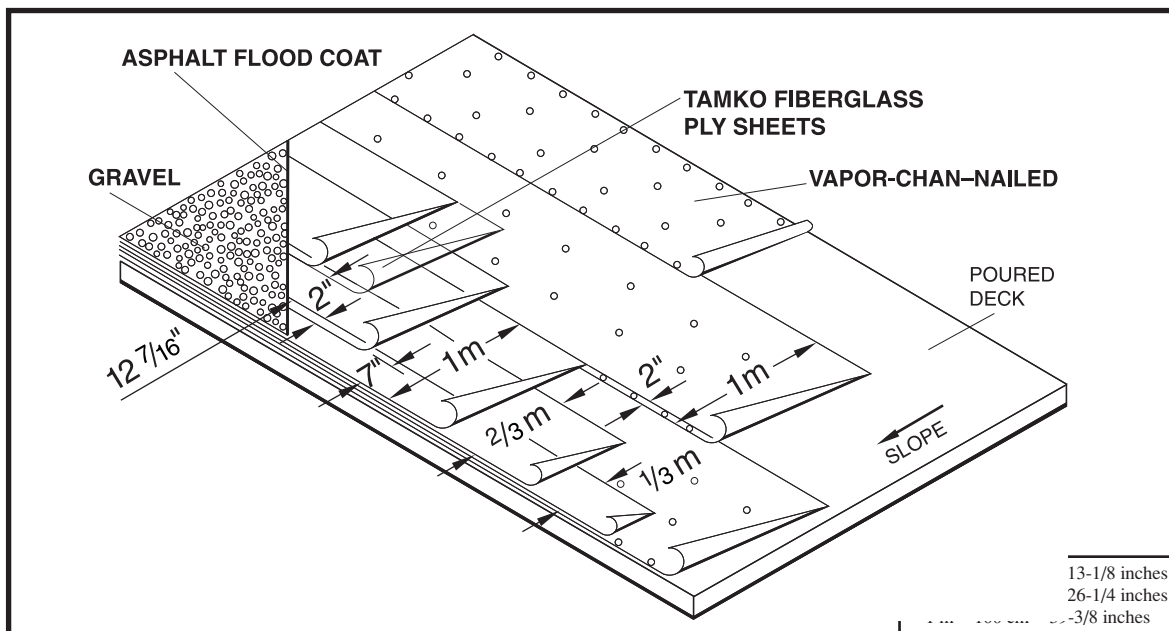 ASPHALT FLOOD COAT
TAMKO FIBERGLASS
PLY SHEETS
GRAVEL
VAPOR-CHAN–NAILED
POURED
DECK
2"
12 7/16"
7"
1m
2"
1m
2/3 m
1/3 m
SLOPE
13-1/8 inches
26-1/4 inches
-3/8 inches